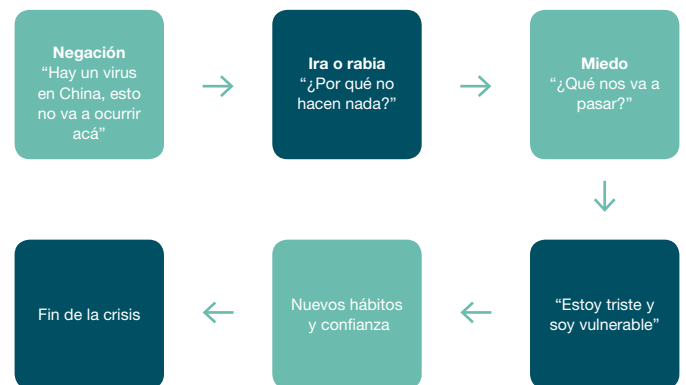 Negación
“Hay un virus
en China, esto
no va a ocurrir
acá”
Ira o rabia
“¿Por qué no
hacen nada?”
Miedo
“¿Qué nos va a
pasar?”
“Estoy triste y
soy vulnerable”
Nuevos hábitos
y confianza
Fin de la crisis